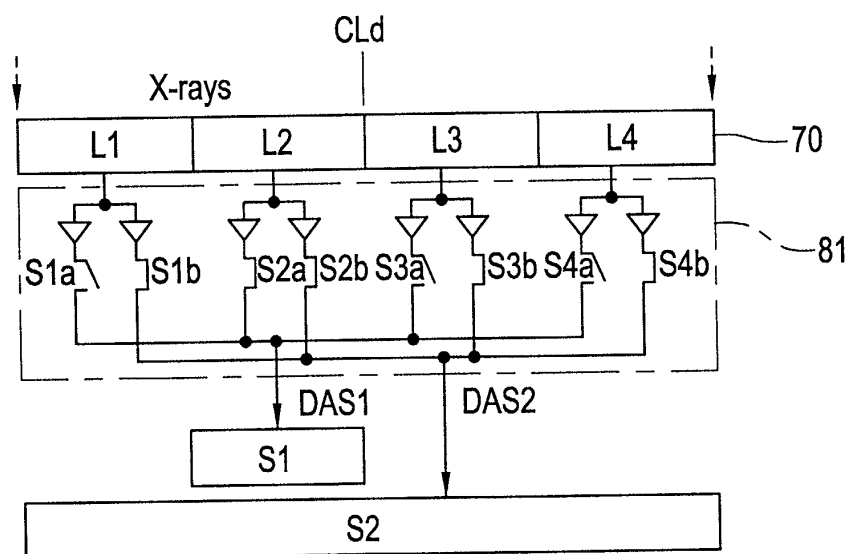 CLd
X-rays
L1 L2 L3 L4 70
S1a S1b S2a S2b S3a S3b S4a S4b 81
DAS1 DAS2
S1
S2